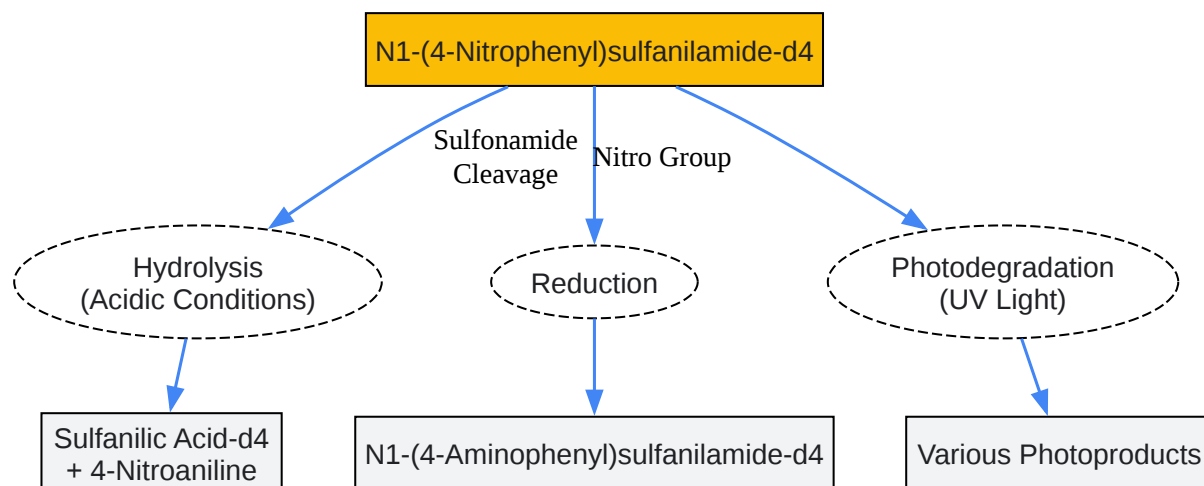 N1-(4-Nitrophenyl)sulfanilamide-d4
Sulfonamide
Cleavage
Nitro Group
Hydrolysis
(Acidic Conditions)
Reduction
Photodegradation
(UV Light)
Sulfanilic Acid-d4
+ 4-Nitroaniline
N1-(4-Aminophenyl)sulfanilamide-d4
Various Photoproducts